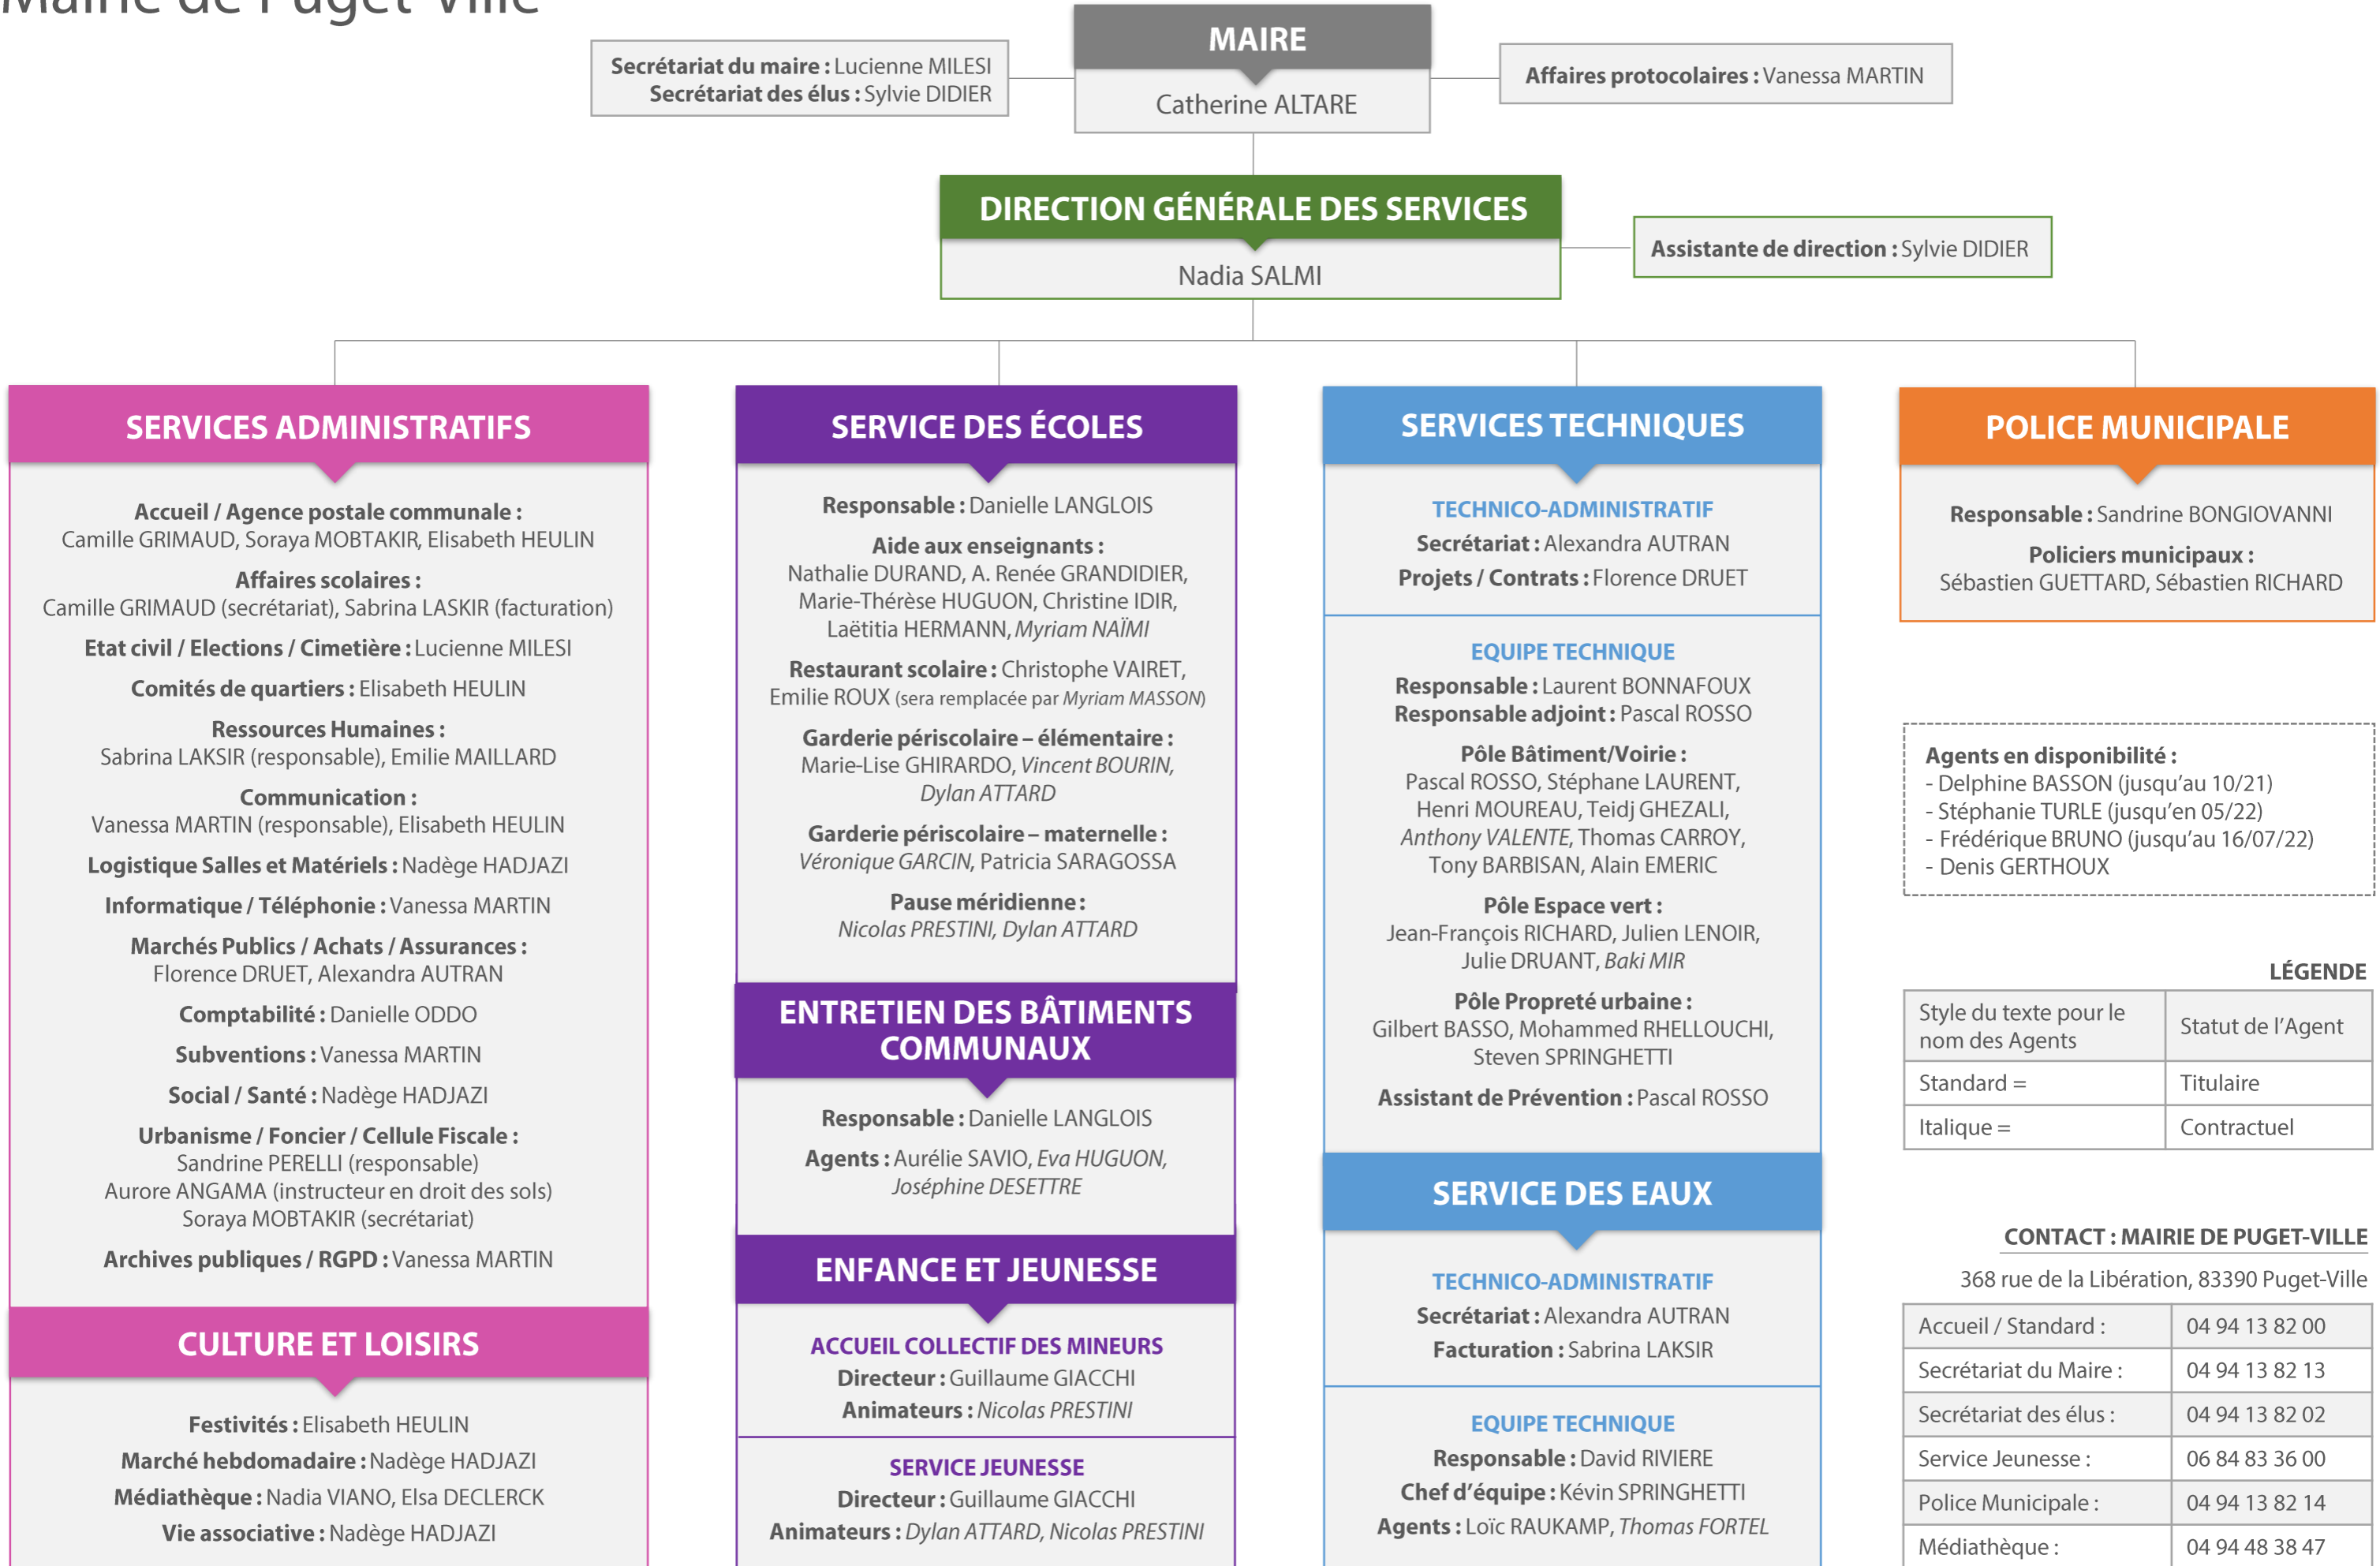 Mairie de Puget-Ville
MAIRE
Catherine ALTARE
Secrétariat du maire : Lucienne MILESI
Secrétariat des élus : Sylvie DIDIER
Affaires protocolaires : Vanessa MARTIN
DIRECTION GÉNÉRALE DES SERVICES
Nadia SALMI
Assistante de direction : Sylvie DIDIER
SERVICES ADMINISTRATIFS
Accueil / Agence postale communale :
Camille GRIMAUD, Soraya MOBTAKIR, Elisabeth HEULIN
Affaires scolaires :
Camille GRIMAUD (secrétariat), Sabrina LASKIR (facturation)
Etat civil / Elections / Cimetière : Lucienne MILESI
Comités de quartiers : Elisabeth HEULIN
Ressources Humaines :
Sabrina LAKSIR (responsable), Emilie MAILLARD
Communication :
Vanessa MARTIN (responsable), Elisabeth HEULIN
Logistique Salles et Matériels : Nadège HADJAZI
Informatique / Téléphonie : Vanessa MARTIN
Marchés Publics / Achats / Assurances :
Florence DRUET, Alexandra AUTRAN
Comptabilité : Danielle ODDO
Subventions : Vanessa MARTIN
Social / Santé : Nadège HADJAZI
Urbanisme / Foncier / Cellule Fiscale :
Sandrine PERELLI (responsable)
Aurore ANGAMA (instructeur en droit des sols)
Soraya MOBTAKIR (secrétariat)
Archives publiques / RGPD : Vanessa MARTIN
CULTURE ET LOISIRS
Festivités : Elisabeth HEULIN
Marché hebdomadaire : Nadège HADJAZI
Médiathèque : Nadia VIANO, Elsa DECLERCK
Vie associative : Nadège HADJAZI
SERVICE DES ÉCOLES
Responsable : Danielle LANGLOIS
Aide aux enseignants :
Nathalie DURAND, A. Renée GRANDIDIER,
Marie-Thérèse HUGUON, Christine IDIR,
Laëtitia HERMANN, Myriam NAÏMI
Restaurant scolaire : Christophe VAIRET,
Emilie ROUX (sera remplacée par Myriam MASSON)
Garderie périscolaire – élémentaire :
Marie-Lise GHIRARDO, Vincent BOURIN,
Dylan ATTARD
Garderie périscolaire – maternelle :
Véronique GARCIN, Patricia SARAGOSSA
Pause méridienne :
Nicolas PRESTINI, Dylan ATTARD
ENTRETIEN DES BÂTIMENTS
COMMUNAUX
Responsable : Danielle LANGLOIS
Agents : Aurélie SAVIO, Eva HUGUON,
Joséphine DESETTRE
ENFANCE ET JEUNESSE
ACCUEIL COLLECTIF DES MINEURS
Directeur : Guillaume GIACCHI
Animateurs : Nicolas PRESTINI
SERVICE JEUNESSE
Directeur : Guillaume GIACCHI
Animateurs : Dylan ATTARD, Nicolas PRESTINI
SERVICES TECHNIQUES
TECHNICO-ADMINISTRATIF
Secrétariat : Alexandra AUTRAN
Projets / Contrats : Florence DRUET
EQUIPE TECHNIQUE
Responsable : Laurent BONNAFOUX
Responsable adjoint : Pascal ROSSO
Pôle Bâtiment/Voirie :
Pascal ROSSO, Stéphane LAURENT,
Henri MOUREAU, Teidj GHEZALI,
Anthony VALENTE, Thomas CARROY,
Tony BARBISAN, Alain EMERIC
Pôle Espace vert :
Jean-François RICHARD, Julien LENOIR,
Julie DRUANT, Baki MIR
Pôle Propreté urbaine :
Gilbert BASSO, Mohammed RHELLOUCHI,
Steven SPRINGHETTI
Assistant de Prévention : Pascal ROSSO
SERVICE DES EAUX
TECHNICO-ADMINISTRATIF
Secrétariat : Alexandra AUTRAN
Facturation : Sabrina LAKSIR
EQUIPE TECHNIQUE
Responsable : David RIVIERE
Chef d'équipe : Kévin SPRINGHETTI
Agents : Loïc RAUKAMP, Thomas FORTEL
POLICE MUNICIPALE
Responsable : Sandrine BONGIOVANNI
Policiers municipaux :
Sébastien GUETTARD, Sébastien RICHARD
Agents en disponibilité :
- Delphine BASSON (jusqu'au 10/21)
- Stéphanie TURLE (jusqu'en 05/22)
- Frédérique BRUNO (jusqu'au 16/07/22)
- Denis GERTHOUX
LÉGENDE
Style du texte pour le
nom des Agents
Statut de l'Agent
Standard = Titulaire
Italique = Contractuel
CONTACT : MAIRIE DE PUGET-VILLE
368 rue de la Libération, 83390 Puget-Ville
Accueil / Standard : 04 94 13 82 00
Secrétariat du Maire : 04 94 13 82 13
Secrétariat des élus : 04 94 13 82 02
Service Jeunesse : 06 84 83 36 00
Police Municipale : 04 94 13 82 14
Médiathèque : 04 94 48 38 47